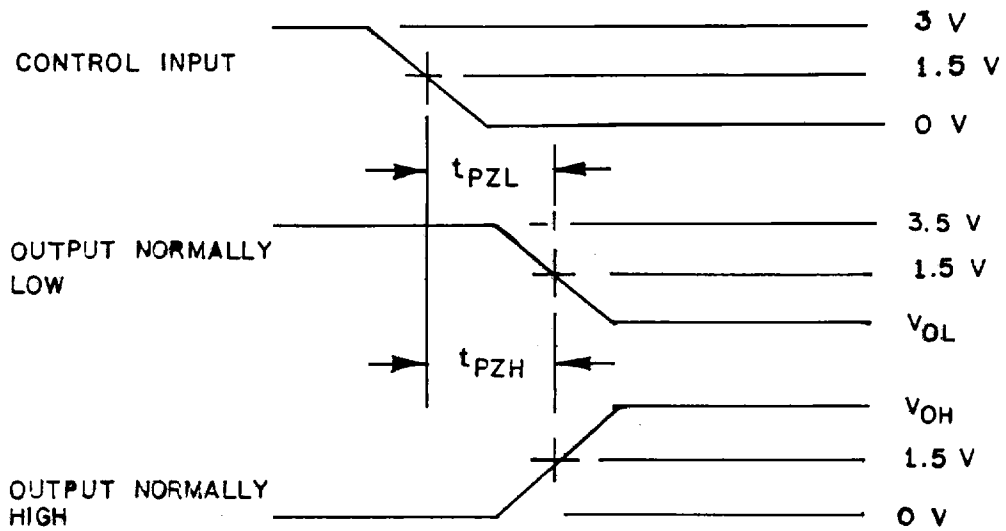 3 V
CONTROL INPUT
1.5 V
0 V
tPZL
3.5 V
OUTPUT NORMALLY
LOW
1.5 V
VOL
tPZH
VOH
1.5 V
OUTPUT NORMALLY
HIGH
0 V